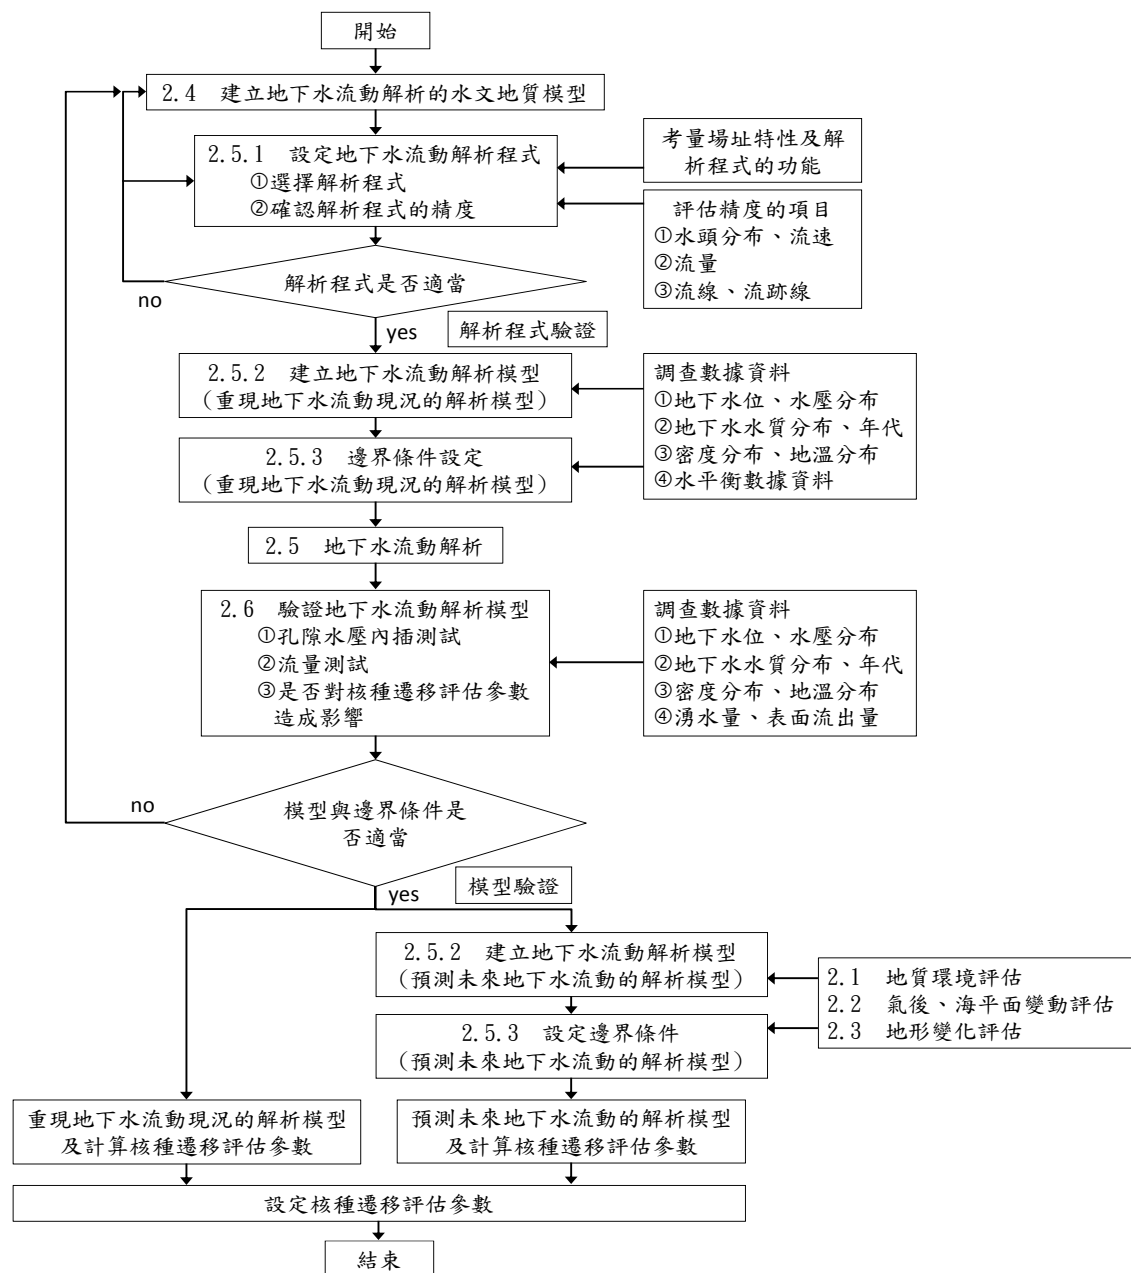 開始
2.4 建立地下水流動解析的水文地質模型
2.5.1 設定地下水流動解析程式
①選擇解析程式
②確認解析程式的精度
考量場址特性及解
析程式的功能
評估精度的項目
①水頭分布、流速
②流量
③流線、流跡線
解析程式是否適當
no
yes
解析程式驗證
2.5.2 建立地下水流動解析模型
(重現地下水流動現況的解析模型)
2.5.3 邊界條件設定
(重現地下水流動現況的解析模型)
調查數據資料
①地下水位、水壓分布
②地下水水質分布、年代
③密度分布、地溫分布
④水平衡數據資料
2.5 地下水流動解析
2.6 驗證地下水流動解析模型
①孔隙水壓內插測試
②流量測試
③是否對核種遷移評估參數
造成影響
調查數據資料
①地下水位、水壓分布
②地下水水質分布、年代
③密度分布、地溫分布
④湧水量、表面流出量
模型與邊界條件是
否適當
no
yes
模型驗證
2.5.2 建立地下水流動解析模型
(預測未來地下水流動的解析模型)
2.5.3 設定邊界條件
(預測未來地下水流動的解析模型)
2.1 地質環境評估
2.2 氣後、海平面變動評估
2.3 地形變化評估
重現地下水流動現況的解析模型
及計算核種遷移評估參數
預測未來地下水流動的解析模型
及計算核種遷移評估參數
設定核種遷移評估參數
結束